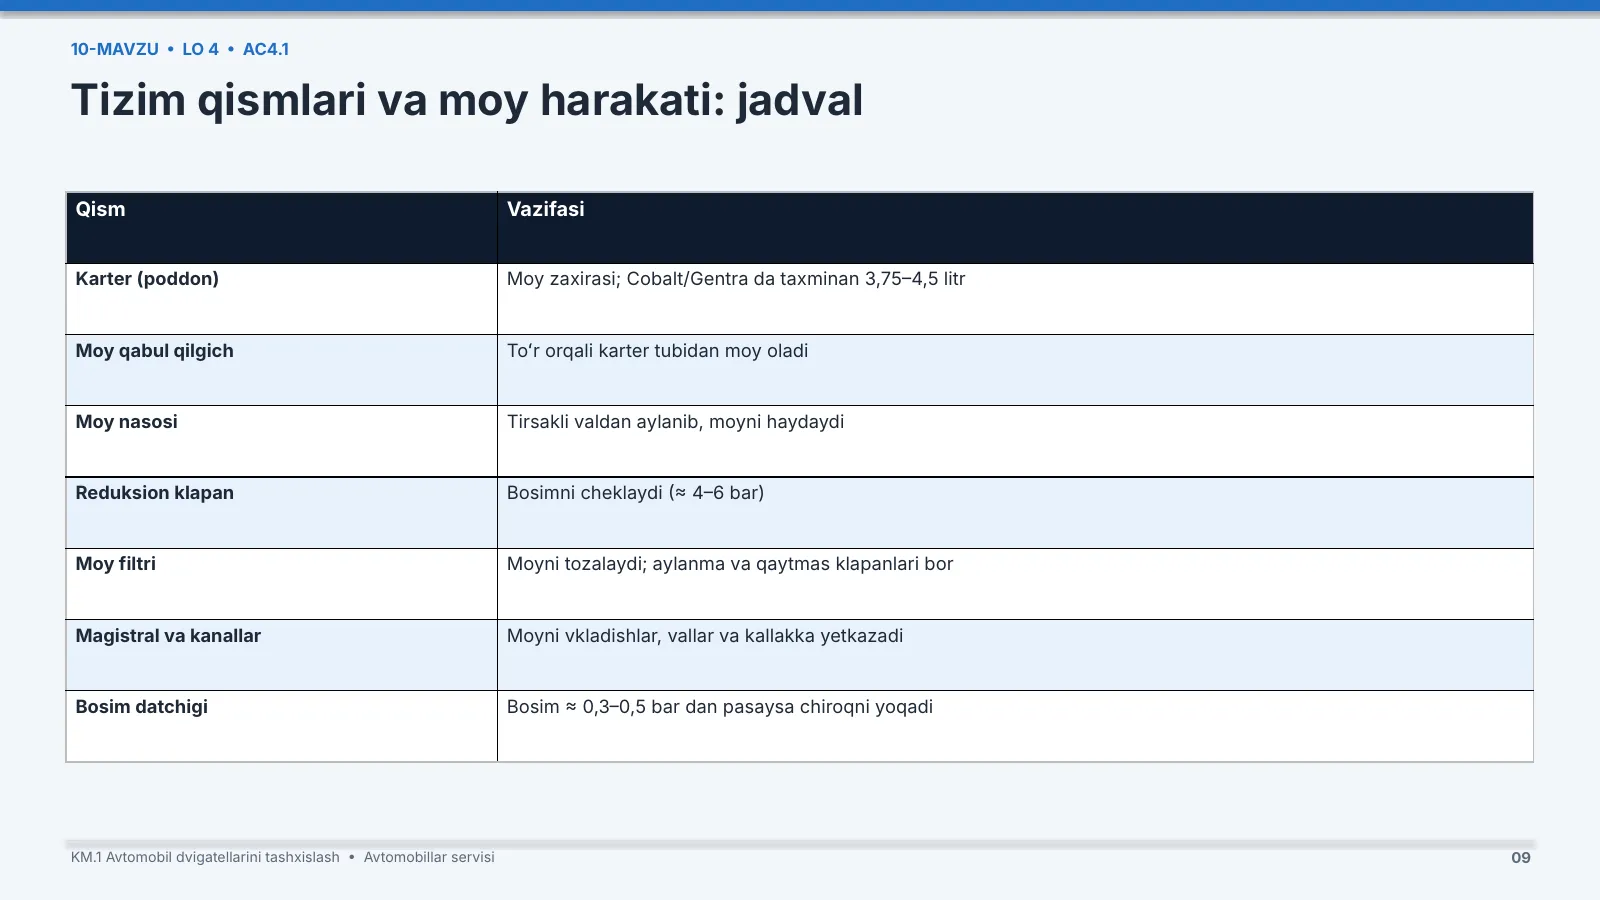 10-MAVZU • LO 4 • AC4.1
Tizim qismlari va moy harakati: jadval
Qism
Vazifasi
Karter (poddon)
Moy zaxirasi; Cobalt/Gentra da taxminan 3,75–4,5 litr
Moy qabul qilgich
Toʻr orqali karter tubidan moy oladi
Moy nasosi
Tirsakli valdan aylanib, moyni haydaydi
Reduksion klapan
Bosimni cheklaydi (≈ 4–6 bar)
Moy filtri
Moyni tozalaydi; aylanma va qaytmas klapanlari bor
Magistral va kanallar
Moyni vkladishlar, vallar va kallakka yetkazadi
Bosim datchigi
Bosim ≈ 0,3–0,5 bar dan pasaysa chiroqni yoqadi
KM.1 Avtomobil dvigatellarini tashxislash • Avtomobillar servisi
09